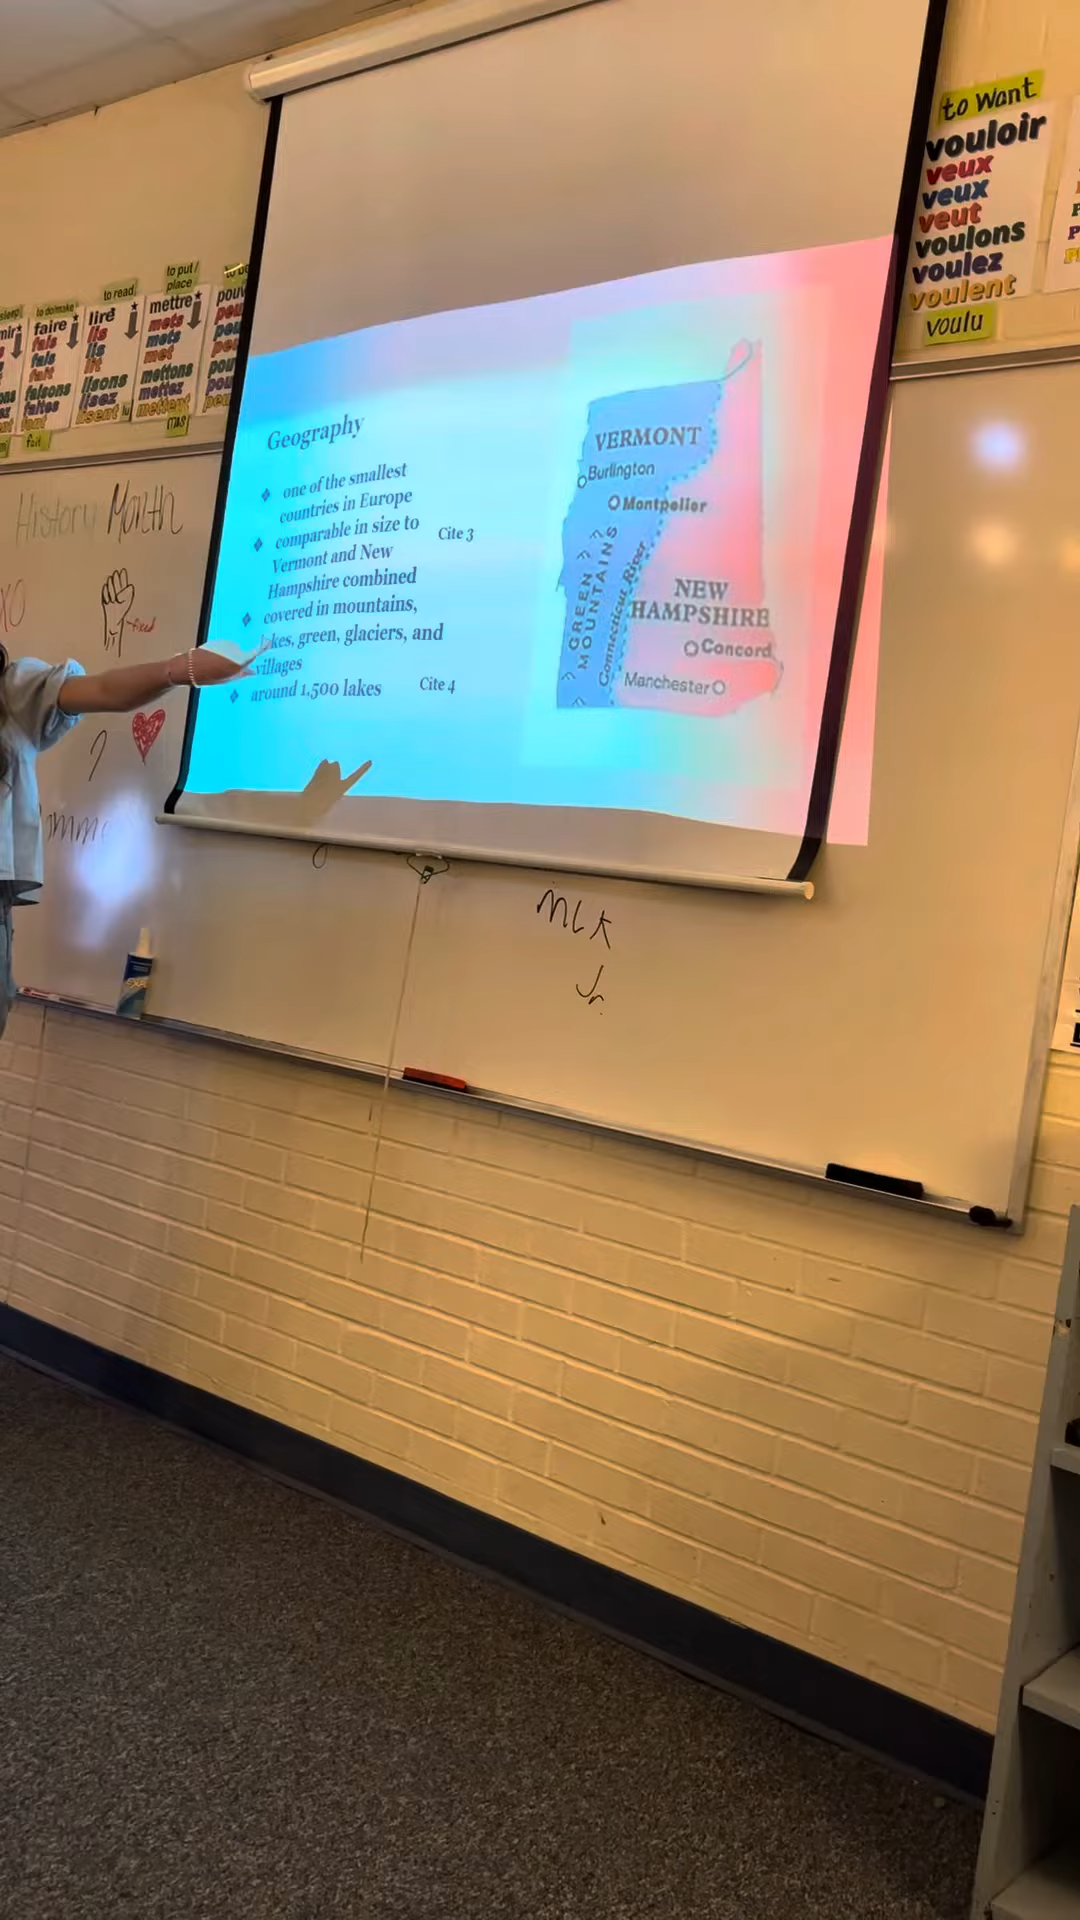 to Want
vouloir
veux
veux
veut
voulons
voulez
voulent
voulu
to put /
place
mettre
mets
mets
met
mettons
mettez
mettent
mis
to read
lire
lis
lis
lit
lisons
lisez
lisent
lu
to do/make
faire
fais
fais
fait
faisons
faites
font
fait
Geography
one of the smallest
countries in Europe
comparable in size to
Vermont and New
Hampshire combined
Cite 3
covered in mountains,
green, glaciers, and
villages
around 1,500 lakes
Cite 4
VERMONT
Burlington
Montpelier
GREEN
MOUNTAINS
Connecticut River
NEW
HAMPSHIRE
Concord
Manchester
History Month
MLK
Jr.